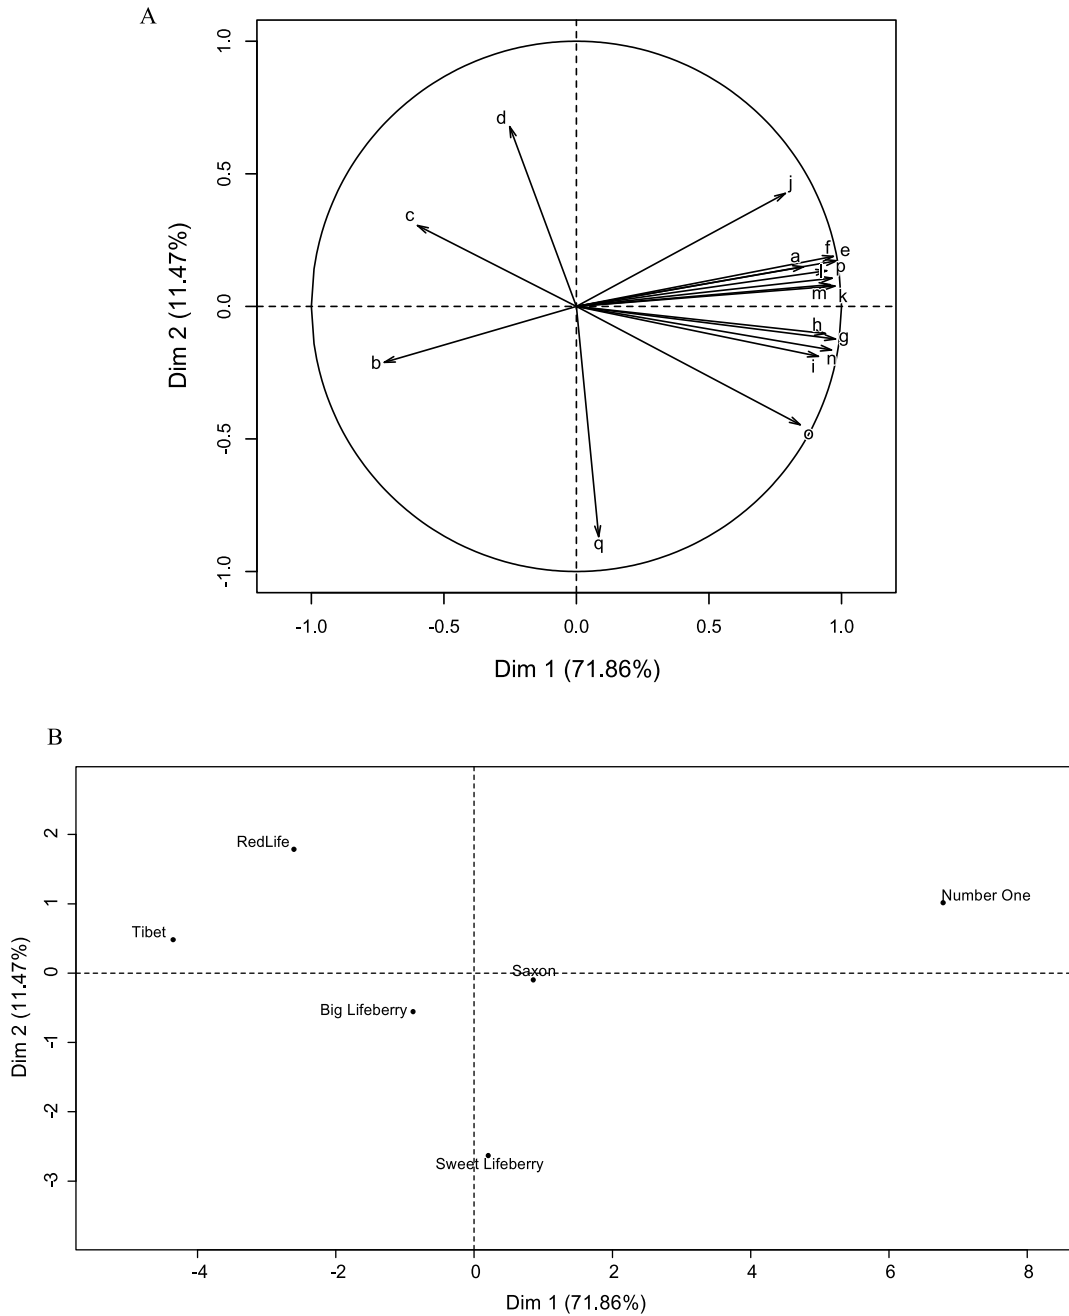 A
1.0
0.5
0.0
-0.5
-1.0
Dim 2 (11.47%)
d
c
b
j
f e
a
l p
m k
h
g
n
i
o
q
-1.0 -0.5 0.0 0.5 1.0
Dim 1 (71.86%)
B
2
1
0
-1
-2
-3
Dim 2 (11.47%)
RedLife
Number One
Tibet
Saxon
Big Lifeberry
Sweet Lifeberry
-4 -2 0 2 4 6 8
Dim 1 (71.86%)